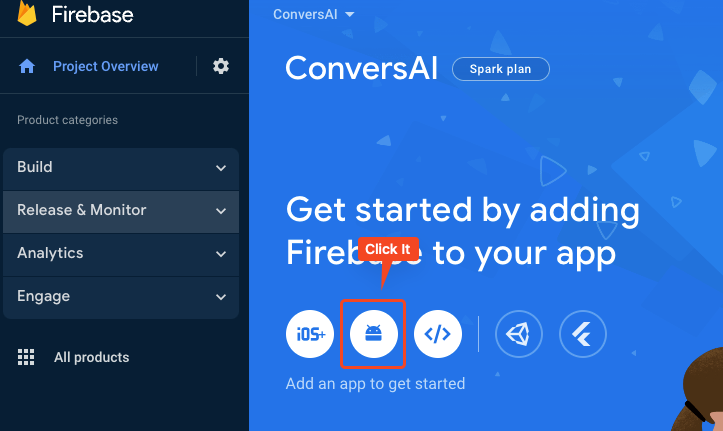 Firebase
Project Overview
Product categories
Build
Release & Monitor
Analytics
Engage
All products
ConversAI
ConversAI
Spark plan
Get started by adding
Firebase to your app
Click It
iOS+
Add an app to get started